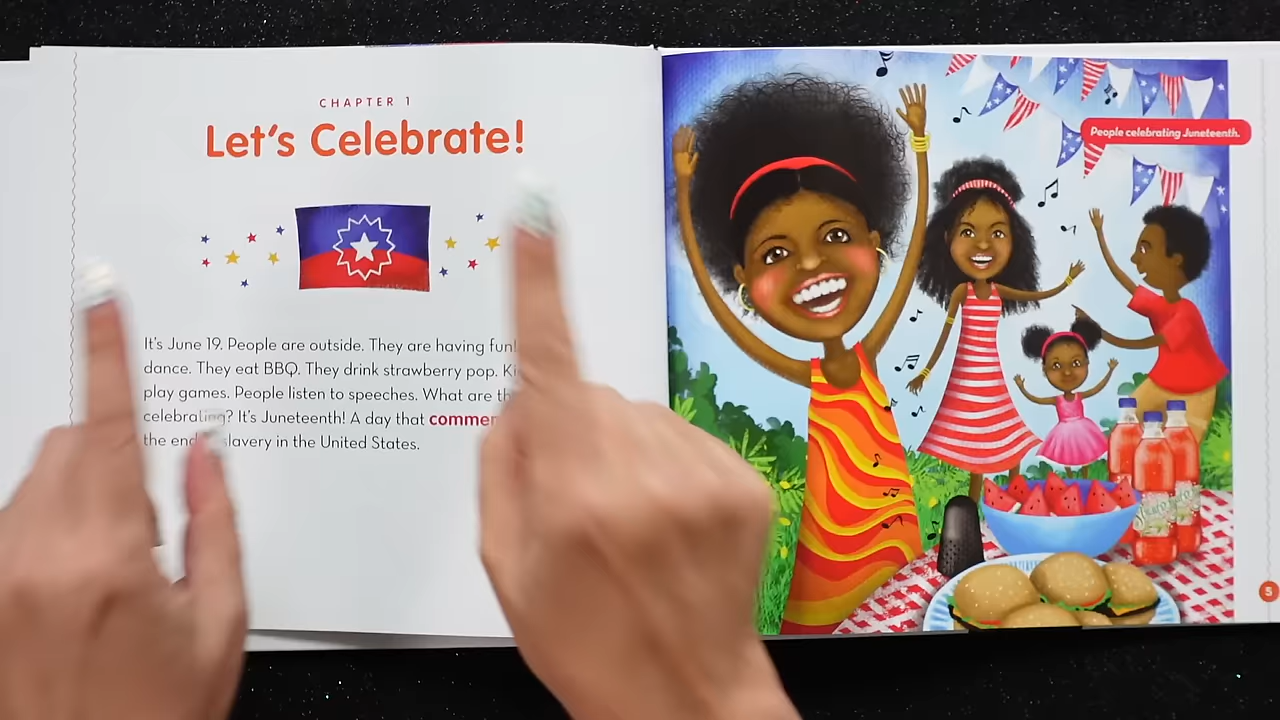 CHAPTER 1
Let's Celebrate!
It's June 19. People are outside. They are having fun!
dance. They eat BBQ. They drink strawberry pop.
play games. People listen to speeches. What are
celebrating? It's Juneteenth! A day that
the end slavery in the United States.
People celebrating Juneteenth.
5